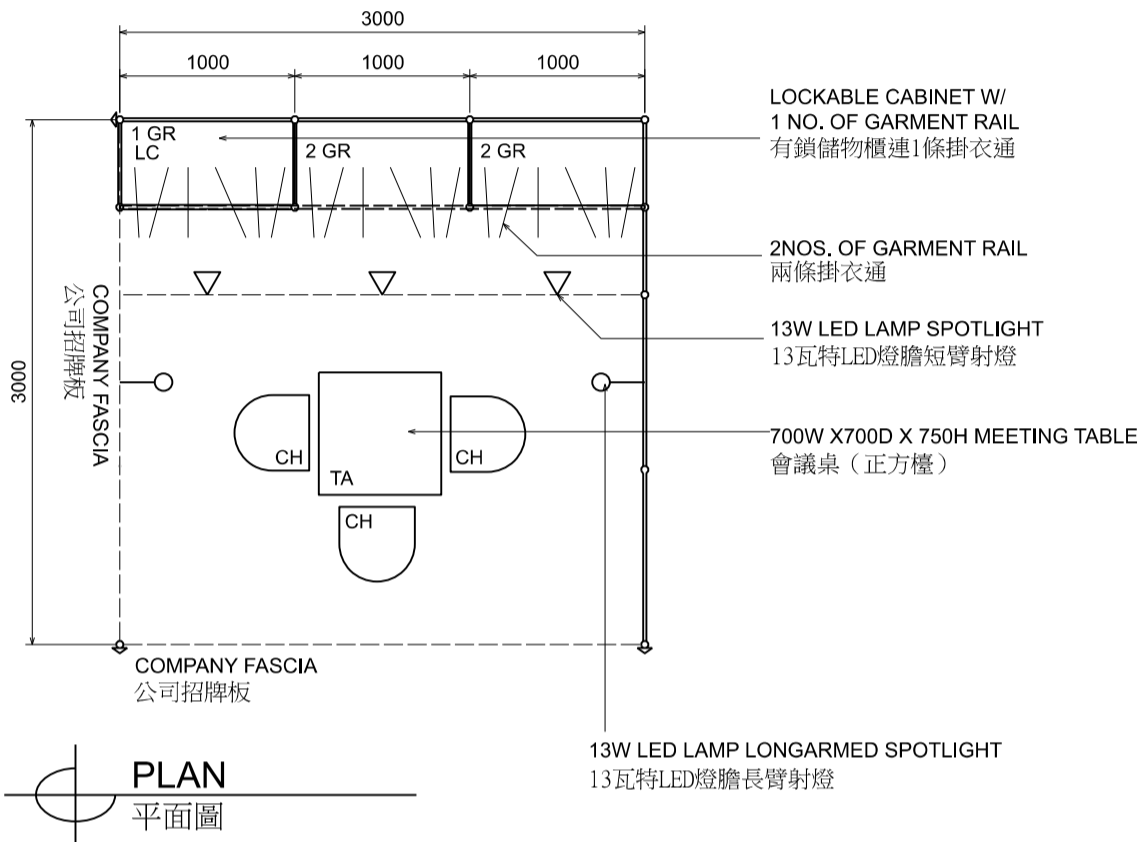 3000
1000
1000
1000
3000
1 GR
LC
2 GR
2 GR
LOCKABLE CABINET W/
1 NO. OF GARMENT RAIL
有鎖儲物櫃連1條掛衣通
2NOS. OF GARMENT RAIL
兩條掛衣通
13W LED LAMP SPOTLIGHT
13瓦特LED燈膽短臂射燈
700W X700D X 750H MEETING TABLE
會議桌（正方檯）
COMPANY FASCIA
公司招牌板
CH
TA
CH
CH
COMPANY FASCIA
公司招牌板
13W LED LAMP LONGARMED SPOTLIGHT
13瓦特LED燈膽長臂射燈
PLAN
平面圖